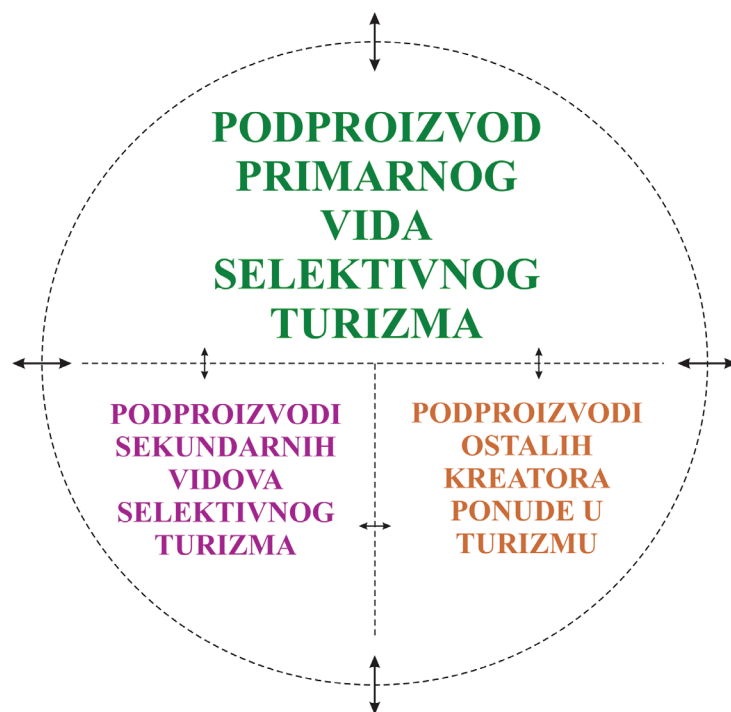 PODPROIZVOD
PRIMARNOG
VIDA
SELEKTIVNOG
TURIZMA
PODPROIZVODI
SEKUNDARNIH
VIDOVA
SELEKTIVNOG
TURIZMA
PODPROIZVODI
OSTALIH
KREATORA
PONUDE U
TURIZMU